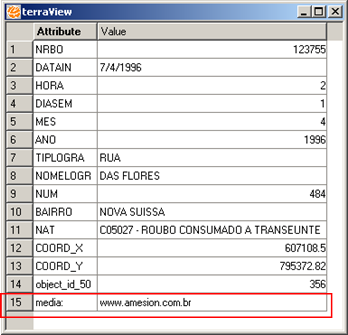 terraView
Attribute Value
1 NRBO 123755
2 DATAIN 7/4/1996
3 HORA 2
4 DIASEM 1
5 MES 4
6 ANO 1996
7 TIPLOGRA RUA
8 NOMELOGR DAS FLORES
9 NUM 484
10 BAIRRO NOVA SUISSA
11 NAT C05027 - ROUBO CONSUMADO A TRANSEUNTE
12 COORD_X 607108.5
13 COORD_Y 795372.82
14 object_id_50 356
15 media: www.amesion.com.br